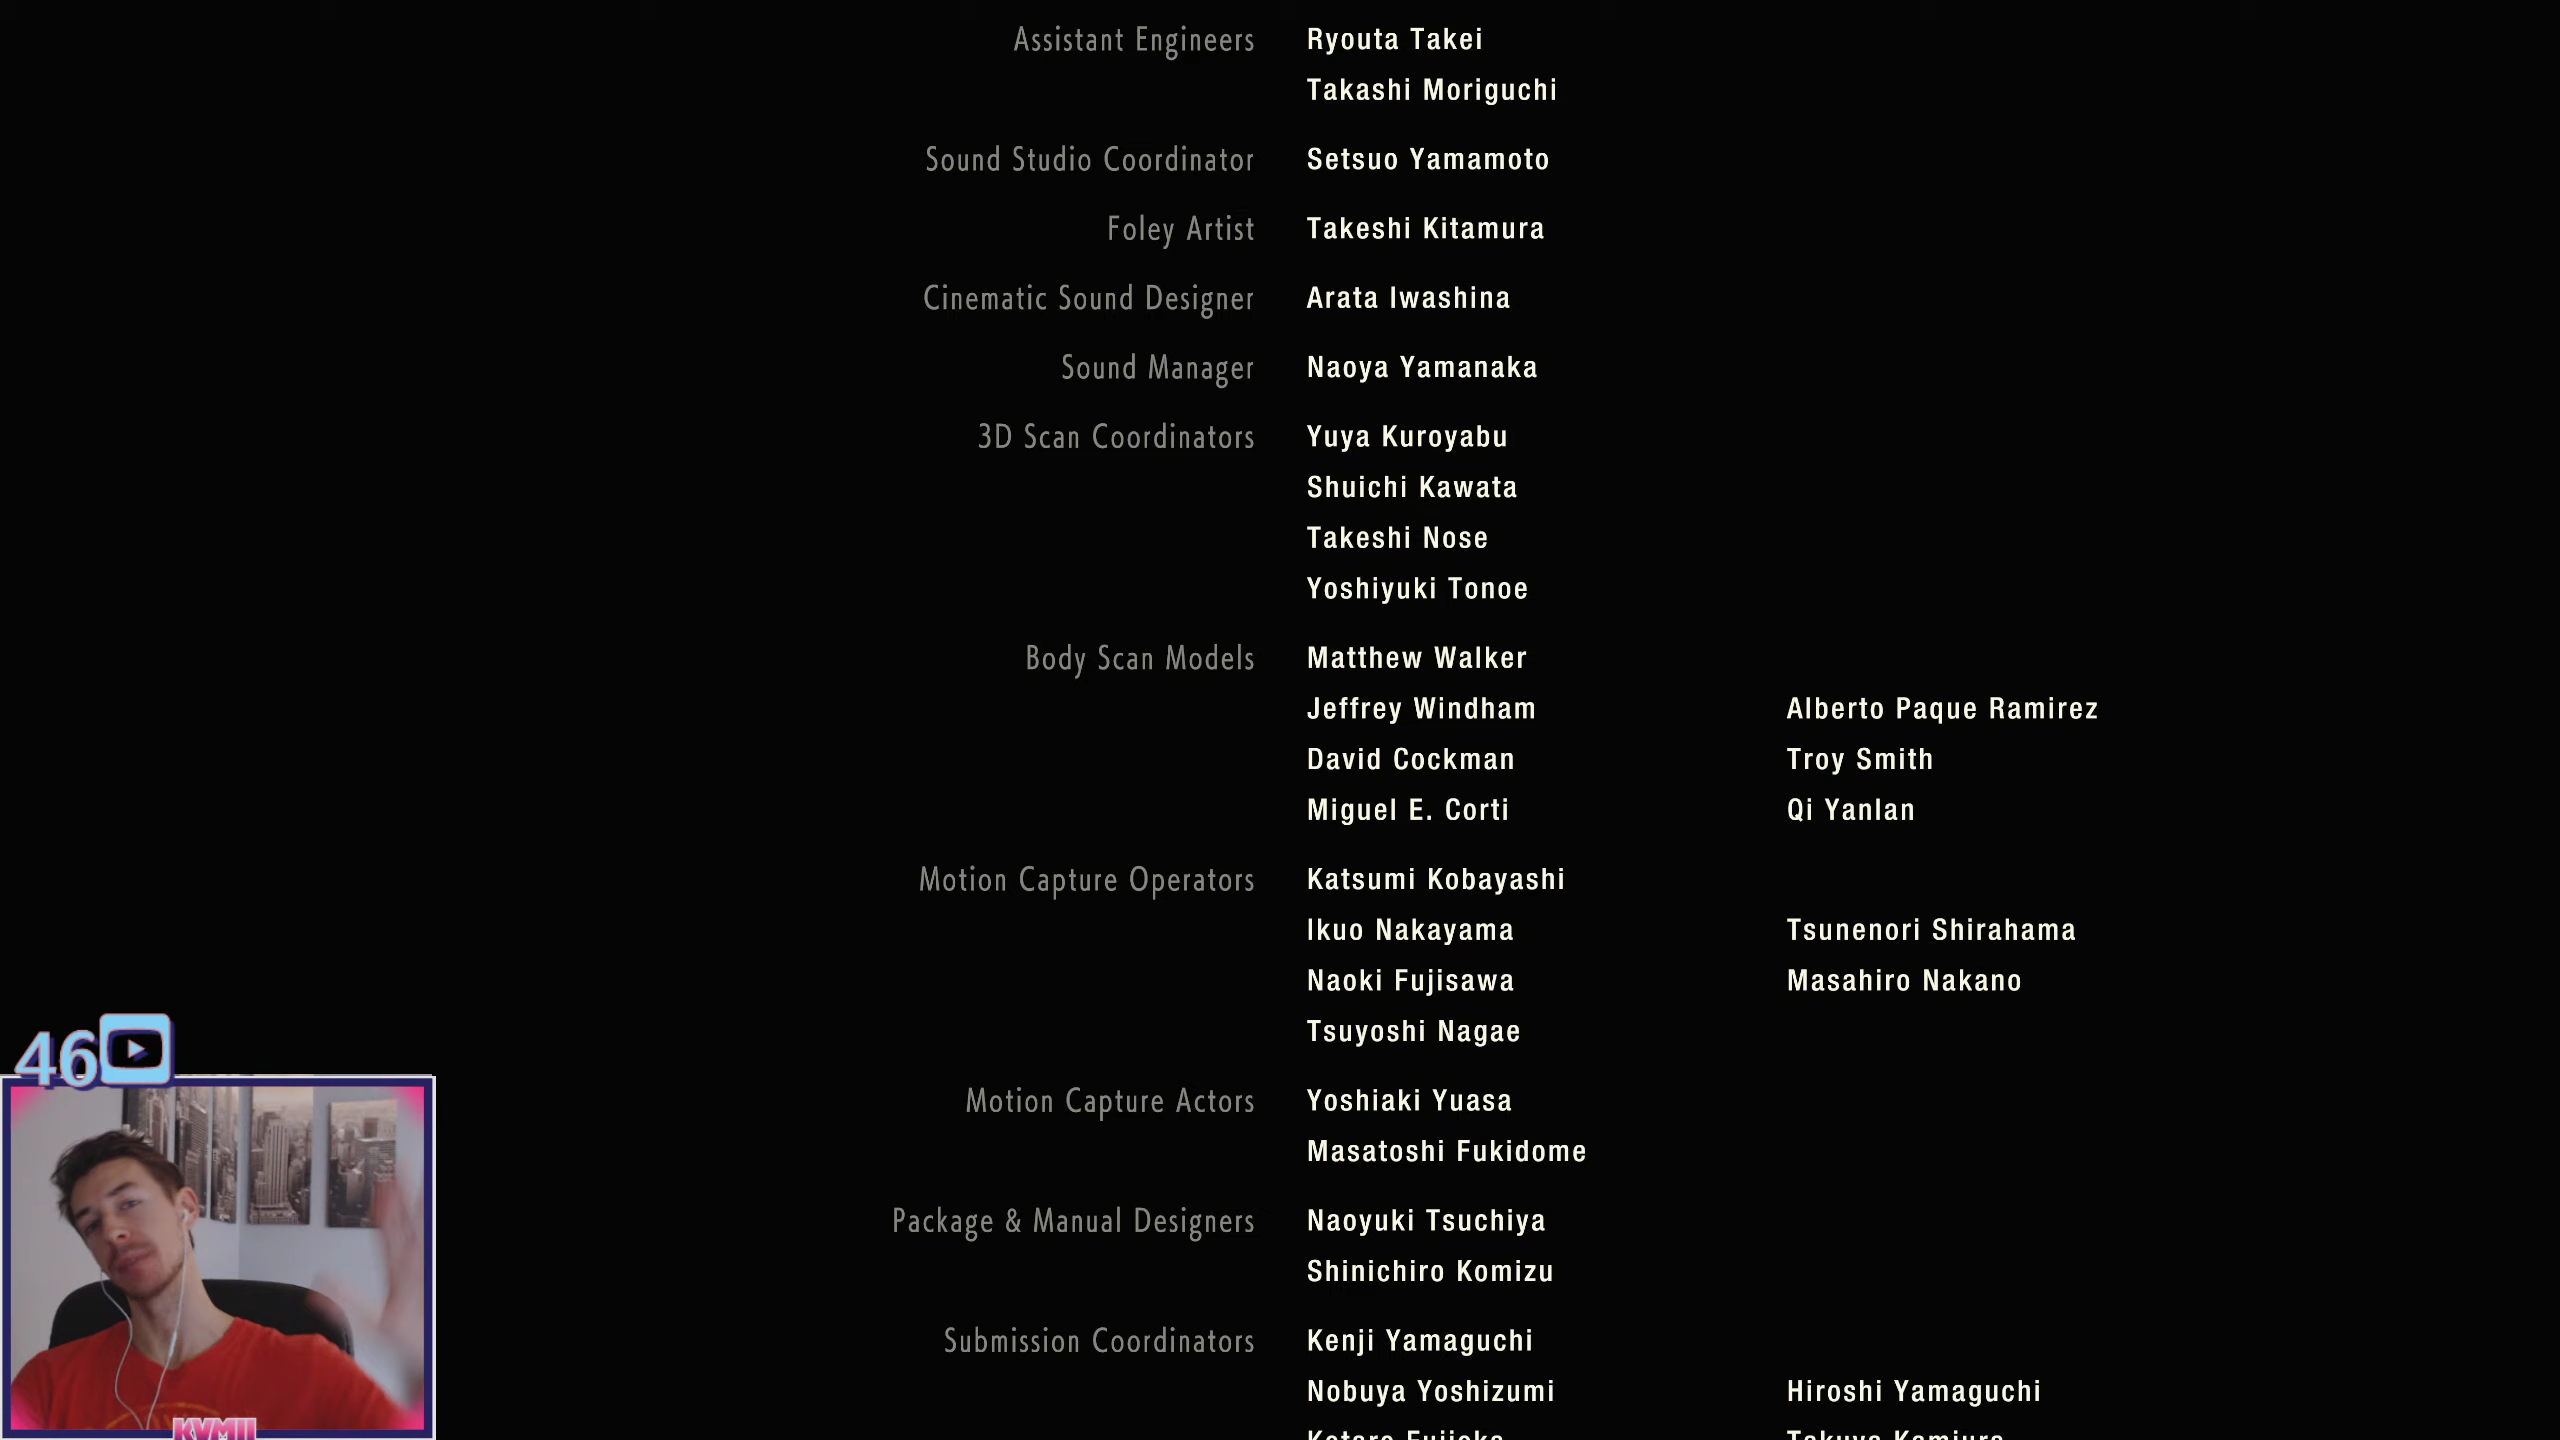 Assistant Engineers Ryouta Takei
Takashi Moriguchi
Sound Studio Coordinator Setsuo Yamamoto
Foley Artist Takeshi Kitamura
Cinematic Sound Designer Arata Iwashina
Sound Manager Naoya Yamanaka
3D Scan Coordinators Yuya Kuroyabu
Shuichi Kawata
Takeshi Nose
Yoshiyuki Tonoe
Body Scan Models Matthew Walker
Jeffrey Windham Alberto Paque Ramirez
David Cockman Troy Smith
Miguel E. Corti Qi Yanlan
Motion Capture Operators Katsumi Kobayashi
Ikuo Nakayama Tsunenori Shirahama
Naoki Fujisawa Masahiro Nakano
Tsuyoshi Nagae
46
Motion Capture Actors Yoshiaki Yuasa
Masatoshi Fukidome
Package & Manual Designers Naoyuki Tsuchiya
Shinichiro Komizu
Submission Coordinators Kenji Yamaguchi
Nobuya Yoshizumi Hiroshi Yamaguchi